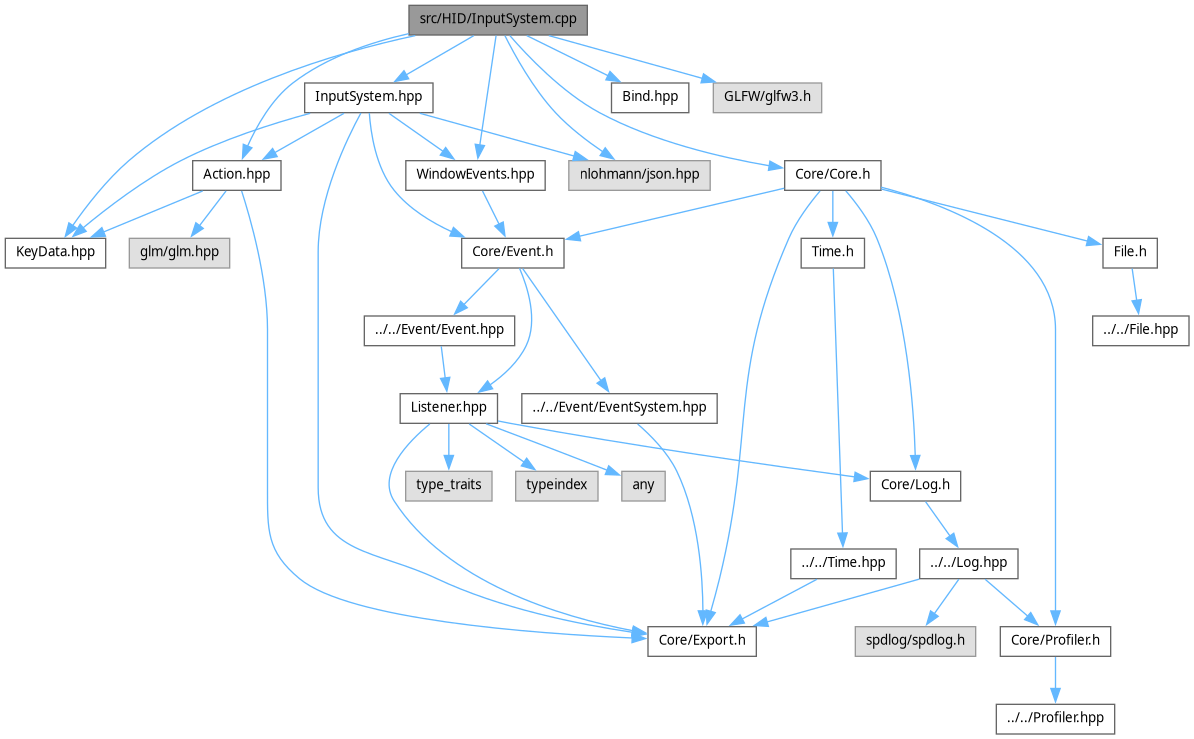 src/HID/InputSystem.cpp
InputSystem.hpp
Bind.hpp
GLFW/glfw3.h
Action.hpp
WindowEvents.hpp
nlohmann/json.hpp
Core/Core.h
KeyData.hpp
glm/glm.hpp
Core/Event.h
Time.h
File.h
../../Event/Event.hpp
../../File.hpp
Listener.hpp
../../Event/EventSystem.hpp
type_traits
typeindex
any
Core/Log.h
../../Time.hpp
../../Log.hpp
Core/Export.h
spdlog/spdlog.h
Core/Profiler.h
../../Profiler.hpp